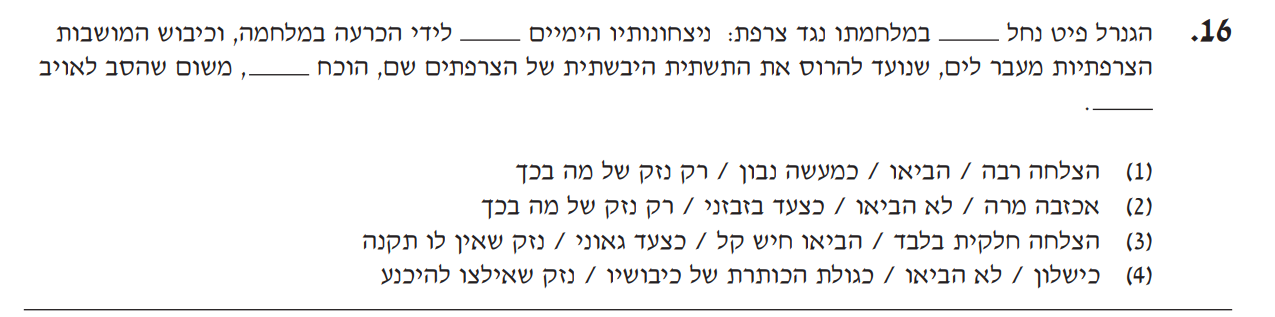 16. הגנרל פיט נחל _____ במלחמתו נגד צרפת: ניצחונותיו הימיים _____ לידי הכרעה במלחמה, וכיבוש המושבות
הצרפתיות מעבר לים, שנועד להרוס את התשתית היבשתית של הצרפתים שם, הוכח _____, משום שהסב לאויב
_____.
(1) הצלחה רבה / הביאו / כמעשה נבון / רק נזק של מה בכך
(2) אכזבה מרה / לא הביאו / כצעד בזבזני / רק נזק של מה בכך
(3) הצלחה חלקית בלבד / הביאו חיש קל / כצעד גאוני / נזק שאין לו תקנה
(4) כישלון / לא הביאו / כגולת הכותרת של כיבושיו / נזק שאילצו להיכנע